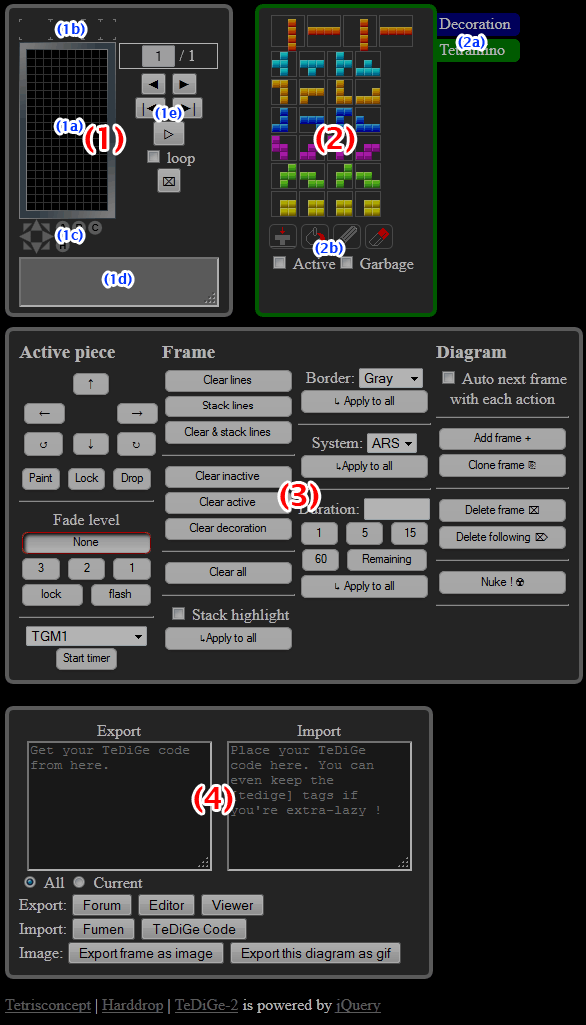 (1b)
1 / 1
◄ ►
|◄ ►|
(1e)
▷
loop
⌧
(1a)
(1)
(1c)
C
(1d)
(2)
(2b)
Active Garbage
Decoration
(2a)
Tetramino
Active piece
↑
← →
↺ ↓ ↻
Paint Lock Drop
Fade level
None
3 2 1
lock flash
TGM1
Start timer
Frame
Clear lines
Stack lines
Clear & stack lines
Clear inactive
Clear active
Clear decoration
Clear all
Stack highlight
↳Apply to all
(3)
Border: Gray
↳ Apply to all
System: ARS
↳Apply to all
Duration:
1 5 15
60 Remaining
↳ Apply to all
Diagram
Auto next frame
with each action
Add frame +
Clone frame ⎘
Delete frame ⌧
Delete following ⌦
Nuke ! ☢
Export
Get your TeDiGe code
from here.
Import
Place your TeDiGe
code here. You can
even keep the
[tedige] tags if
you're extra-lazy !
(4)
All Current
Export: Forum Editor Viewer
Import: Fumen TeDiGe Code
Image: Export frame as image Export this diagram as gif
Tetrisconcept | Harddrop | TeDiGe-2 is powered by jQuery